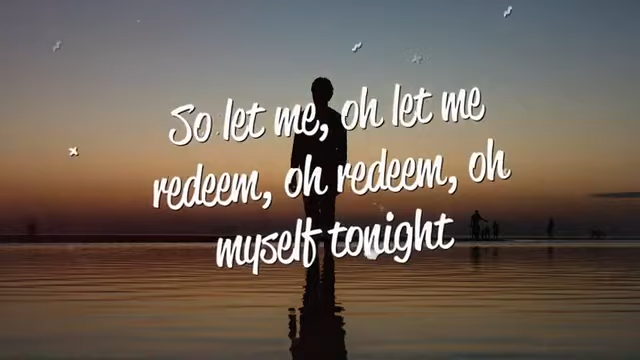 So let me, oh let me
redeem, oh redeem, oh
myself tonight